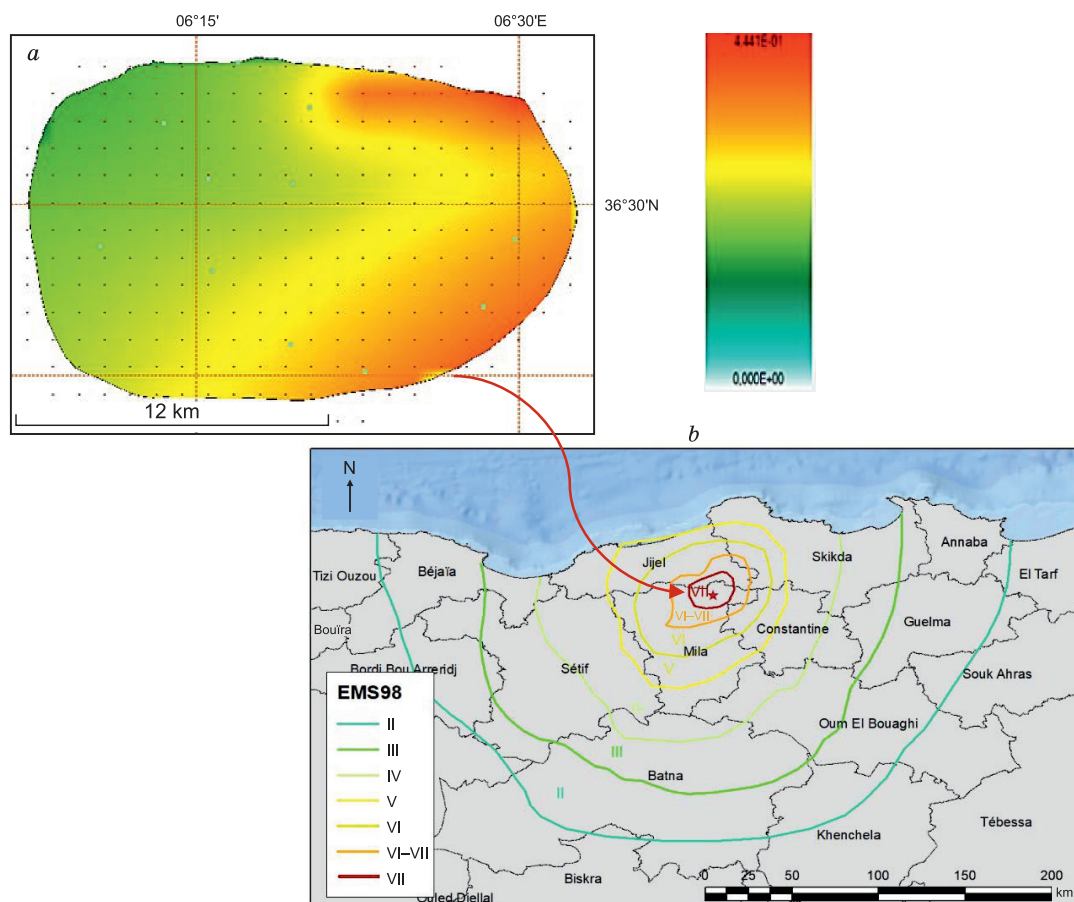 06°15'
06°30'E
a
4,441E-01
36°30'N
0,000E+00
12 km
b
N
Annaba
Skikda
Jijel
Béjaïa
Tizi Ouzou
El Tarf
VII
Guelma
Bouïra
VI–VII
Constantine
VI
Mila
V
Bordj Bou Arreridj
Sétif
Souk Ahras
EMS98
II
III
IV
V
VI
VI–VII
VII
Oum El Bouaghi
III
Batna
II
Khenchela
Tébessa
Biskra
Ouled Djellal
0 25 50 100 150 200
km